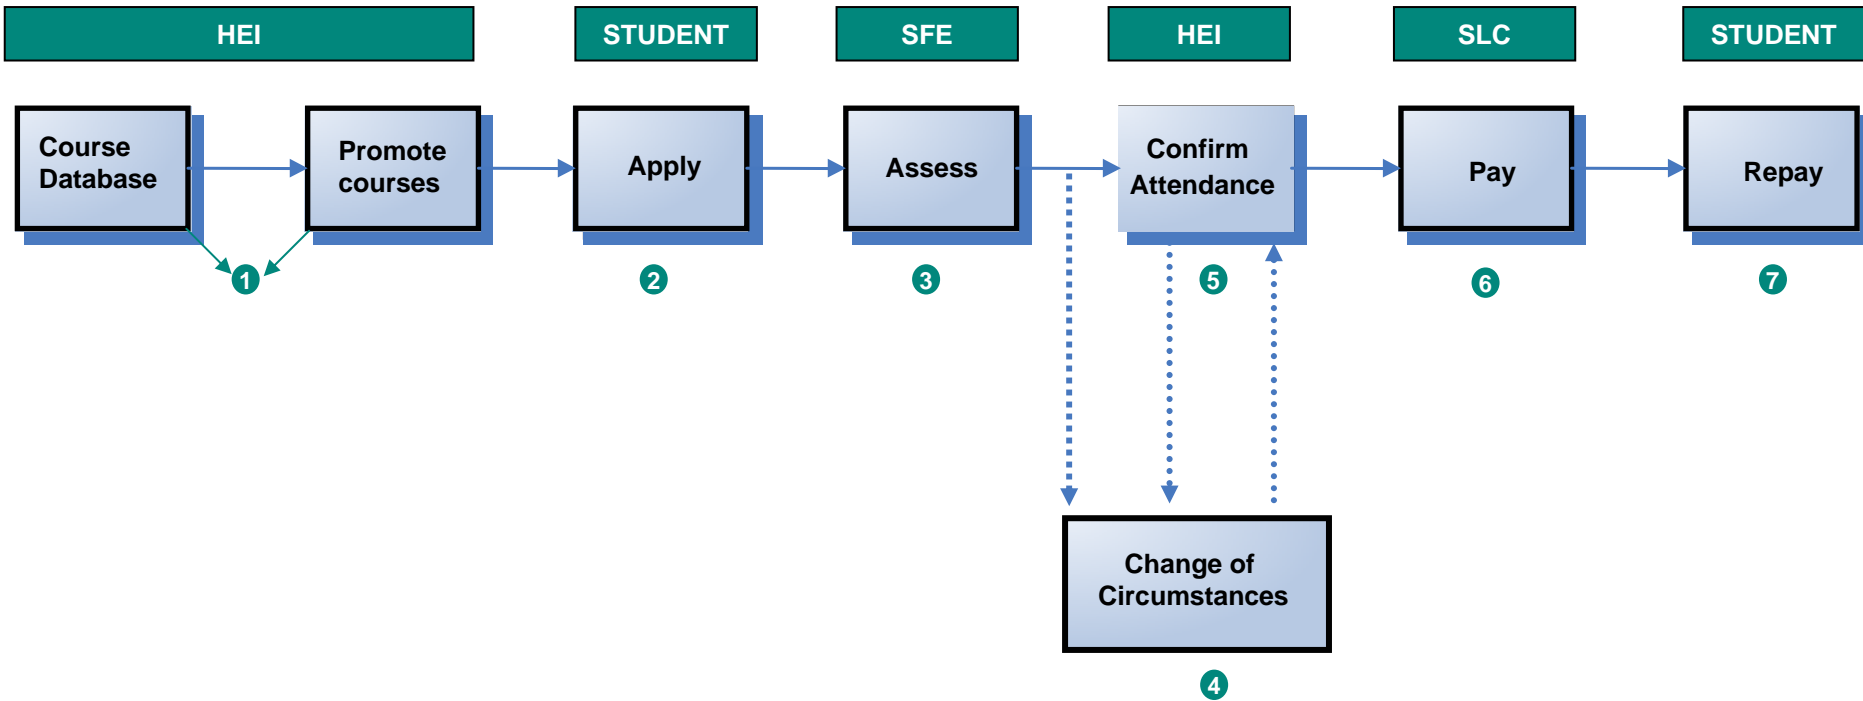 HEI
STUDENT
SFE
HEI
SLC
STUDENT
Course
Database
Promote
courses
Apply
Assess
Confirm
Attendance
Pay
Repay
1
2
3
5
6
7
Change of
Circumstances
4